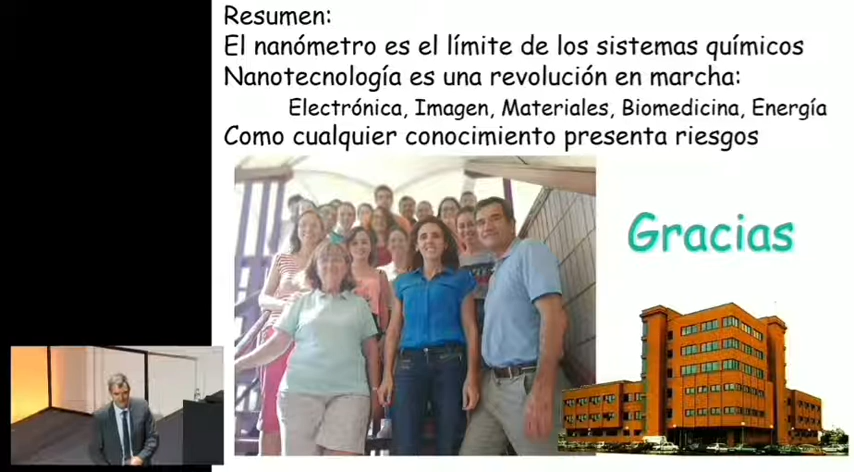 Resumen:
El nanómetro es el límite de los sistemas químicos
Nanotecnología es una revolución en marcha:
Electrónica, Imagen, Materiales, Biomedicina, Energía
Como cualquier conocimiento presenta riesgos
Gracias